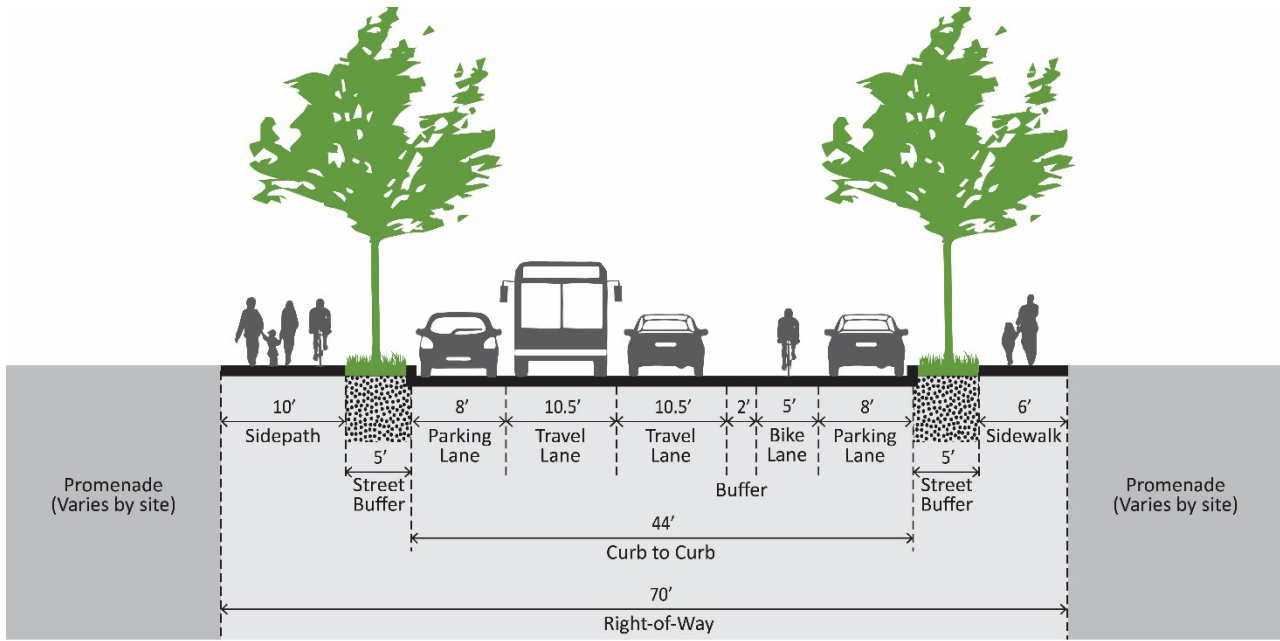 10′
Sidepath
5′
Street
Buffer
8′
Parking
Lane
10.5′
Travel
Lane
10.5′
Travel
Lane
2′
Buffer
5′
Bike
Lane
8′
Parking
Lane
5′
Street
Buffer
6′
Sidewalk
Promenade
(Varies by site)
Promenade
(Varies by site)
44′
Curb to Curb
70′
Right-of-Way